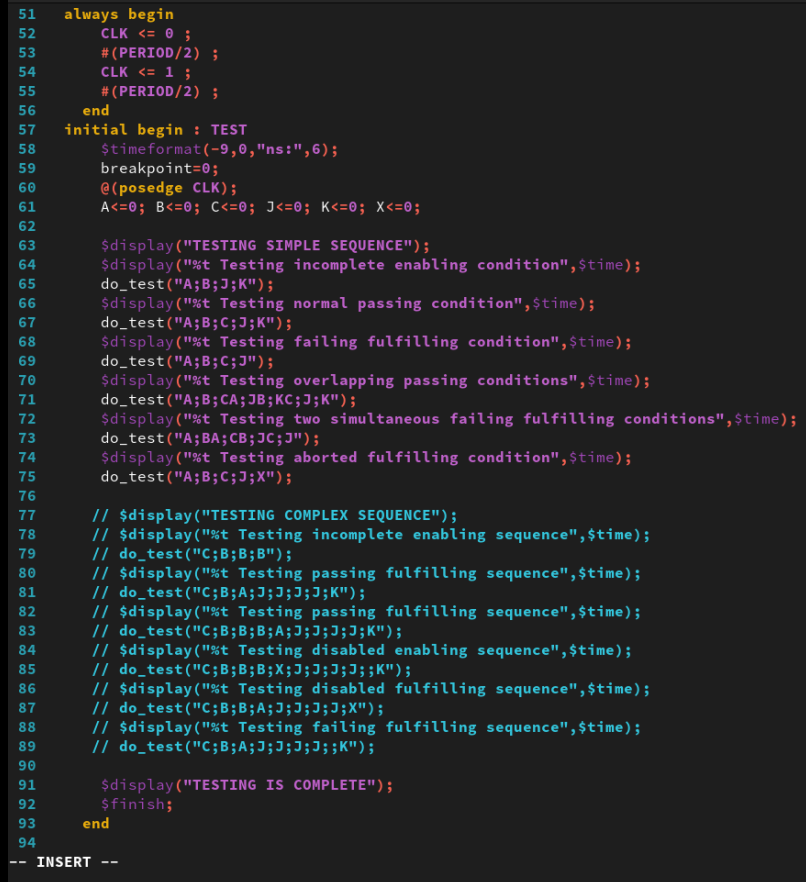 51 always begin
52 CLK <= 0 ;
53 #(PERIOD/2) ;
54 CLK <= 1 ;
55 #(PERIOD/2) ;
56 end
57 initial begin : TEST
58 $timeformat(-9,0,"ns:",6);
59 breakpoint=0;
60 @(posedge CLK);
61 A<=0; B<=0; C<=0; J<=0; K<=0; X<=0;
62
63 $display("TESTING SIMPLE SEQUENCE");
64 $display("%t Testing incomplete enabling condition",$time);
65 do_test("A;B;J;K");
66 $display("%t Testing normal passing condition",$time);
67 do_test("A;B;C;J;K");
68 $display("%t Testing failing fulfilling condition",$time);
69 do_test("A;B;C;J");
70 $display("%t Testing overlapping passing conditions",$time);
71 do_test("A;B;CA;JB;KC;J;K");
72 $display("%t Testing two simultaneous failing fulfilling conditions",$time);
73 do_test("A;BA;CB;JC;J");
74 $display("%t Testing aborted fulfilling condition",$time);
75 do_test("A;B;C;J;X");
76
77 // $display("TESTING COMPLEX SEQUENCE");
78 // $display("%t Testing incomplete enabling sequence",$time);
79 // do_test("C;B;B;B");
80 // $display("%t Testing passing fulfilling sequence",$time);
81 // do_test("C;B;A;J;J;J;J;K");
82 // $display("%t Testing passing fulfilling sequence",$time);
83 // do_test("C;B;B;B;A;J;J;J;J;K");
84 // $display("%t Testing disabled enabling sequence",$time);
85 // do_test("C;B;B;B;X;J;J;J;J;;K");
86 // $display("%t Testing disabled fulfilling sequence",$time);
87 // do_test("C;B;B;A;J;J;J;J;X");
88 // $display("%t Testing failing fulfilling sequence",$time);
89 // do_test("C;B;A;J;J;J;J;;K");
90
91 $display("TESTING IS COMPLETE");
92 $finish;
93 end
94
-- INSERT --